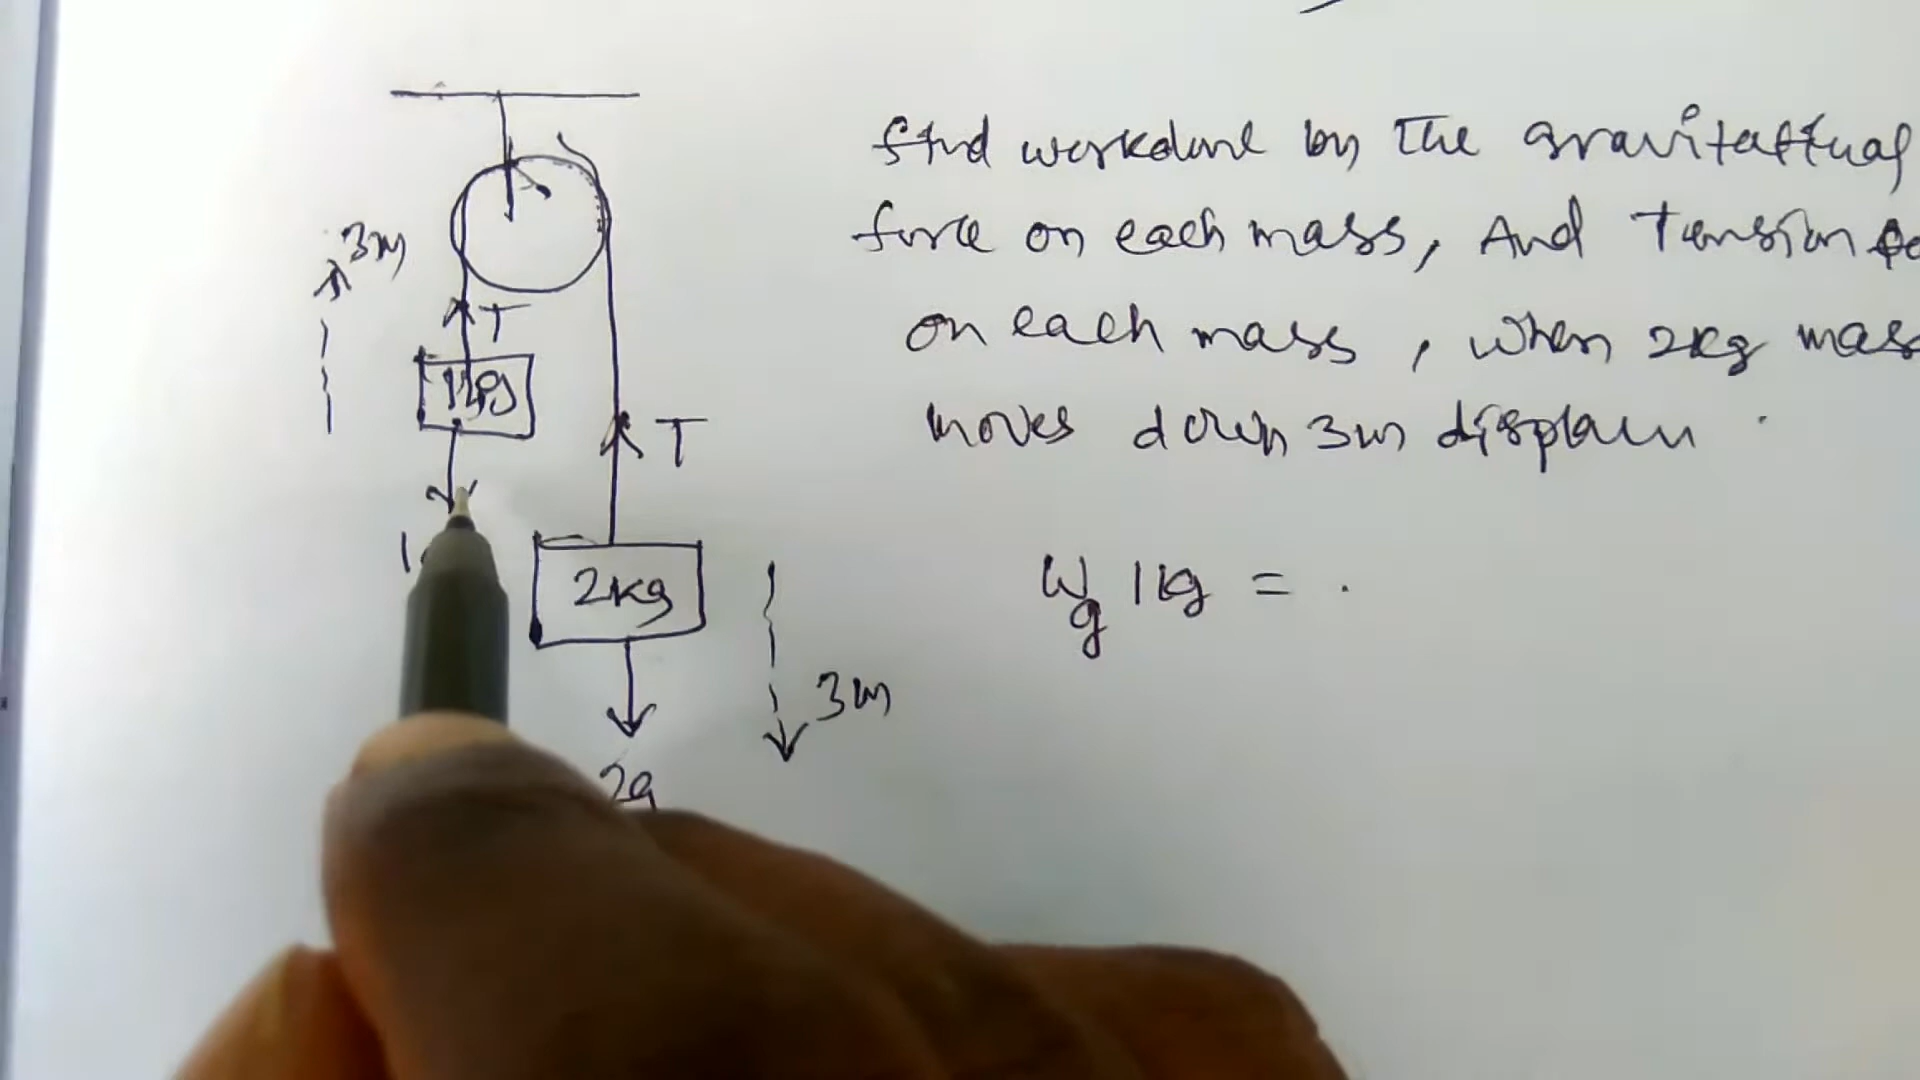 find workdone by the gravitational
force on each mass, And Tension
on each mass, when 2kg mass
moves down 3m displacm
Wg 1kg =
3m
T
1kg
T
2kg
3m
2g